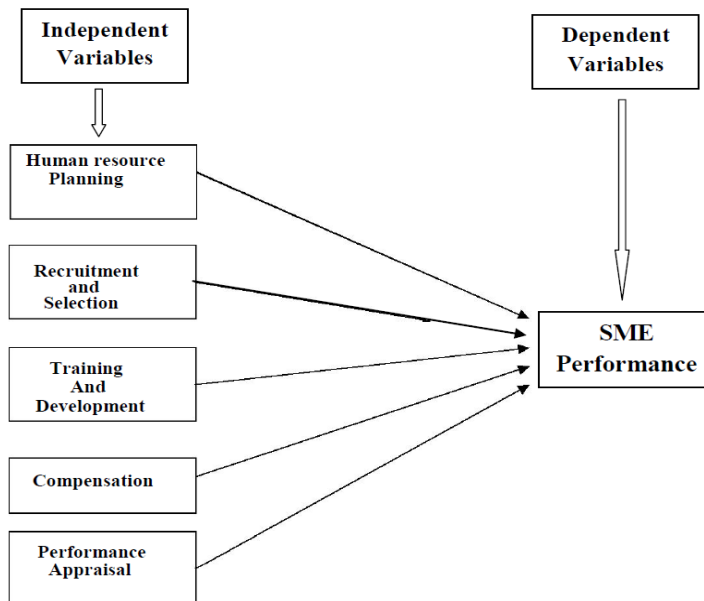 Independent
Variables
Dependent
Variables
Human resource
Planning
Recruitment
and
Selection
Training
And
Development
Compensation
Performance
Appraisal
SME
Performance